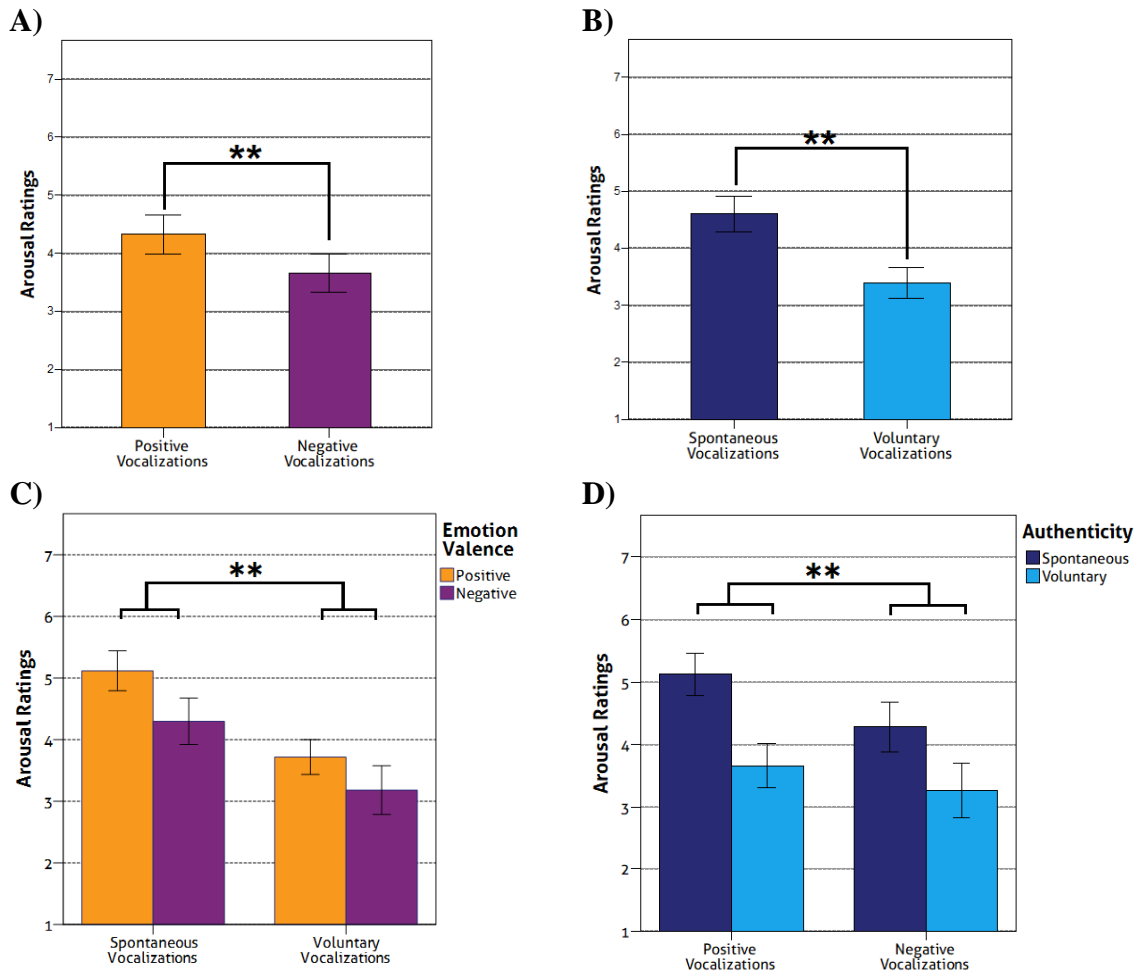 A)
7
6
5
4
3
2
1
Arousal Ratings
**
Positive
Vocalizations
Negative
Vocalizations
B)
7
6
5
4
3
2
1
Arousal Ratings
**
Spontaneous
Vocalizations
Voluntary
Vocalizations
C)
7
6
5
4
3
2
1
Arousal Ratings
**
Spontaneous
Vocalizations
Voluntary
Vocalizations
Emotion
Valence
Positive
Negative
D)
7
6
5
4
3
2
1
Arousal Ratings
**
Positive
Vocalizations
Negative
Vocalizations
Authenticity
Spontaneous
Voluntary